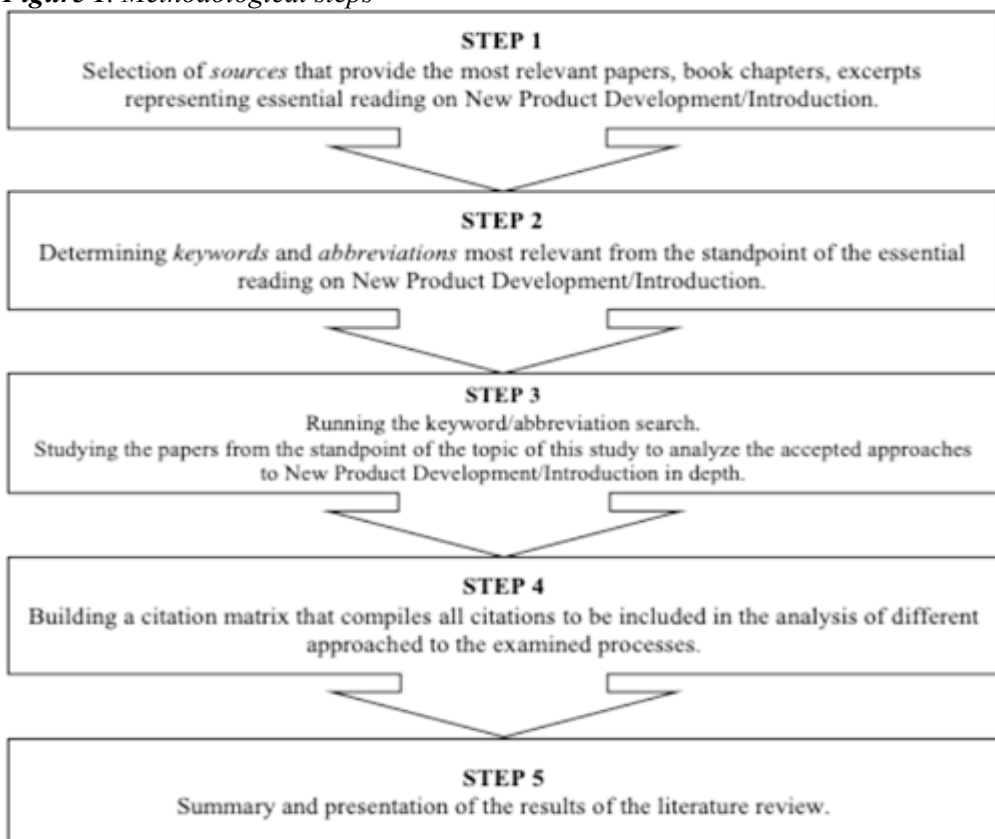 Figure 1. Methodological steps
STEP 1
Selection of sources that provide the most relevant papers, book chapters, excerpts
representing essential reading on New Product Development/Introduction.
STEP 2
Determining keywords and abbreviations most relevant from the standpoint of the essential
reading on New Product Development/Introduction.
STEP 3
Running the keyword/abbreviation search.
Studying the papers from the standpoint of the topic of this study to analyze the accepted approaches
to New Product Development/Introduction in depth.
STEP 4
Building a citation matrix that compiles all citations to be included in the analysis of different
approached to the examined processes.
STEP 5
Summary and presentation of the results of the literature review.